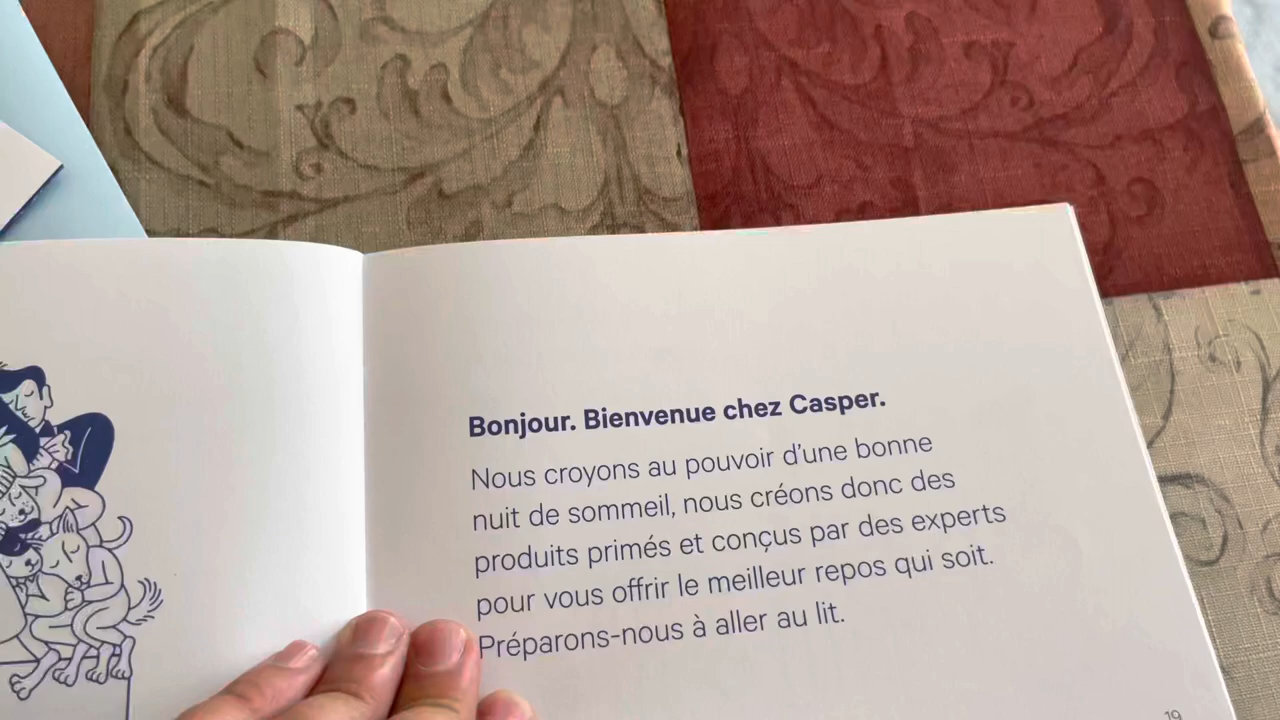 Bonjour. Bienvenue chez Casper.
Nous croyons au pouvoir d'une bonne
nuit de sommeil, nous créons donc des
produits primés et conçus par des experts
pour vous offrir le meilleur repos qui soit.
Préparons-nous à aller au lit.
19